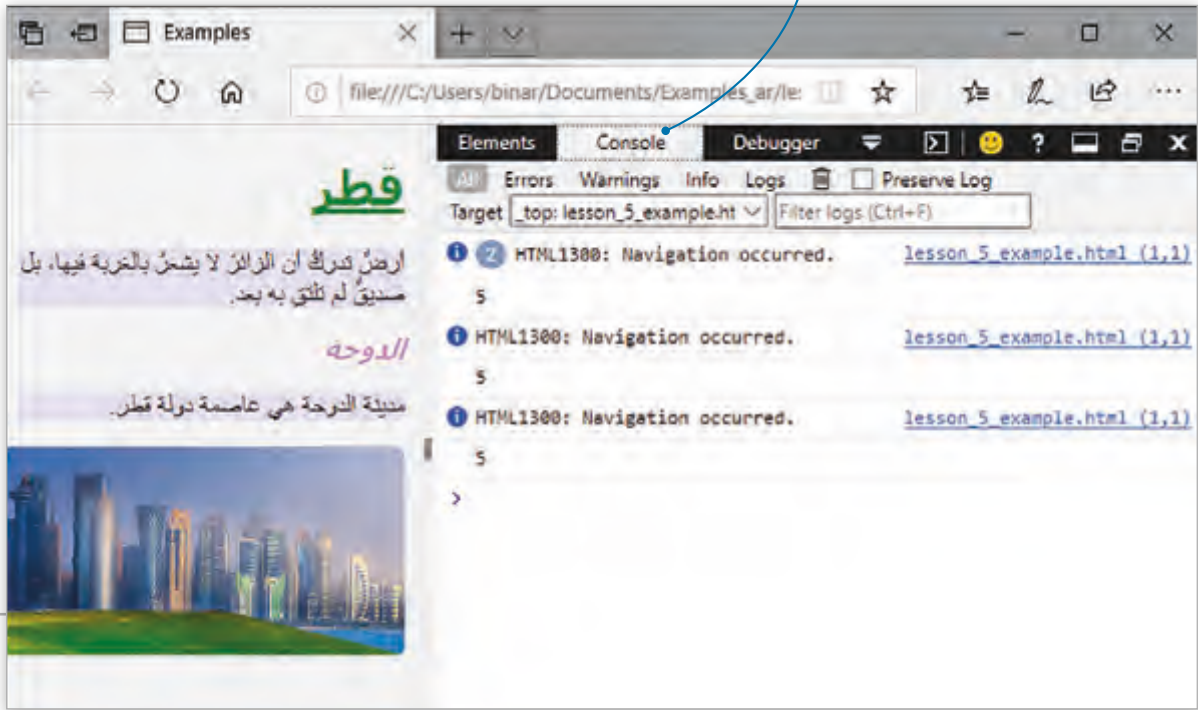 Examples
file:///C:/Users/binar/Documents/Examples_ar/le:
Elements Console Debugger ?
All Errors Warnings Info Logs Preserve Log
Target _top: lesson_5_example.ht Filter logs (Ctrl+F)
2 HTML1300: Navigation occurred. lesson_5_example.html (1,1)
5
HTML1300: Navigation occurred. lesson_5_example.html (1,1)
5
HTML1300: Navigation occurred. lesson_5_example.html (1,1)
5
>
قطر
أرضٌ تدركُ أن الزائرَ لا يشعرُ بالغربة فيها، بل
صديقٌ لم تلتقِ به بعد.
الدوحة
مدينة الدوحة هي عاصمة دولة قطر.